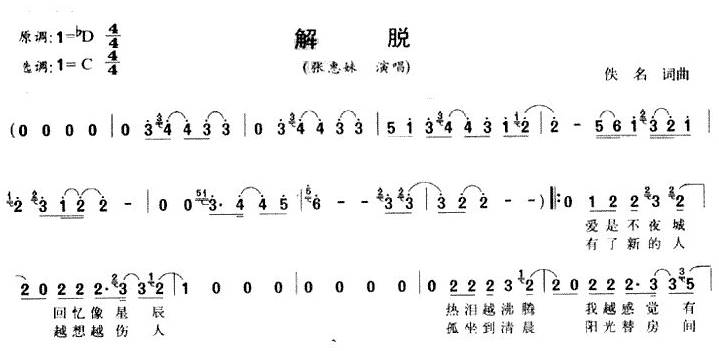 解 脱
原调:1=♭D 4/4
选调:1=C 4/4
(张惠妹 演唱)
佚 名 词曲
(0 0 0 0 | 0 3 4 4 3 3 | 0 3 4 3 3 | 5 1 3 4 4 3 1 1 2 | 2 - 5 6 1 3 2 1 |
2 3 1 2 2 - | 0 0 3· 4 4 5 | 6 - - 3 3 | 3 2 2 - ) ‖: 0 1 2 2 3 2
爱 是 不 夜 城
有 了 新 的 人
2 0 2 2 2 2· 3 3 2 | 1 0 0 0 | 0 0 0 0 | 0 2 2 2 3 2 | 2 0 2 2 2· 3 3 5
回 忆 像 星 辰 热 泪 越 沸 腾 我 越 感 觉 有
越 想 越 伤 人 孤 坐 到 清 晨 阳 光 替 房 间